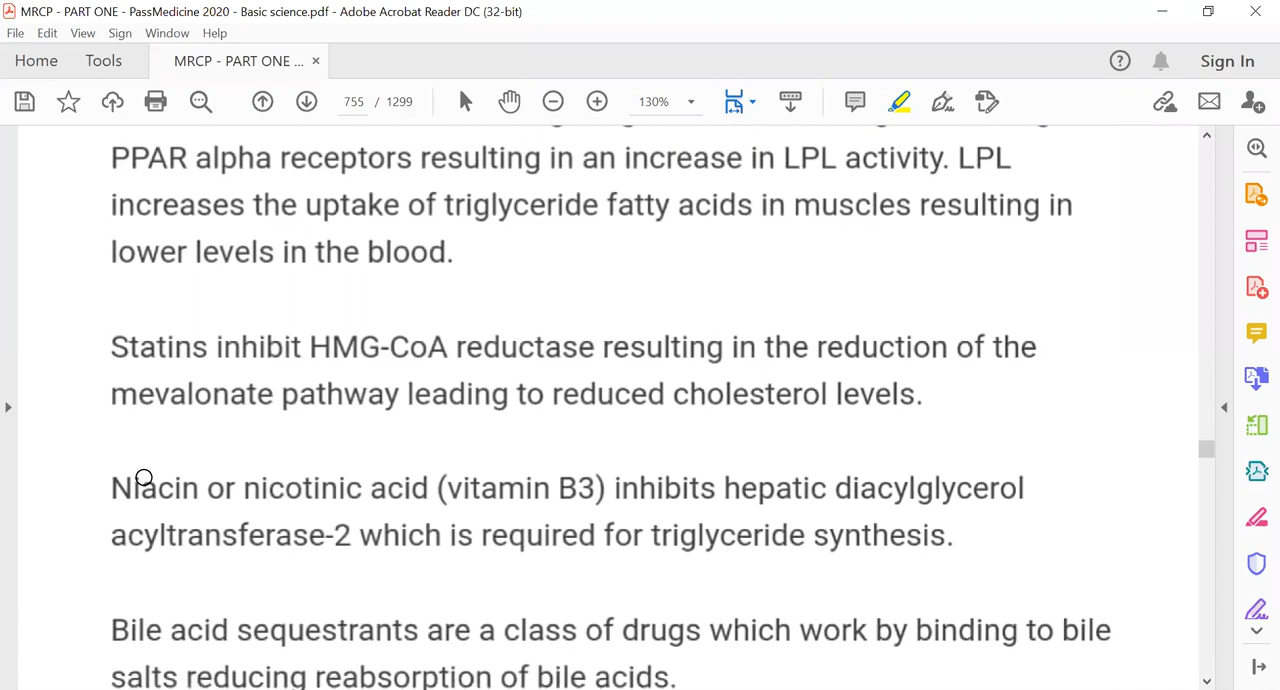 MRCP - PART ONE - PassMedicine 2020 - Basic science.pdf - Adobe Acrobat Reader DC (32-bit)
File Edit View Sign Window Help
Home Tools MRCP - PART ONE ... × Sign In
755 / 1299 130%
PPAR alpha receptors resulting in an increase in LPL activity. LPL
increases the uptake of triglyceride fatty acids in muscles resulting in
lower levels in the blood.
Statins inhibit HMG-CoA reductase resulting in the reduction of the
mevalonate pathway leading to reduced cholesterol levels.
Niacin or nicotinic acid (vitamin B3) inhibits hepatic diacylglycerol
acyltransferase-2 which is required for triglyceride synthesis.
Bile acid sequestrants are a class of drugs which work by binding to bile
salts reducing reabsorption of bile acids.